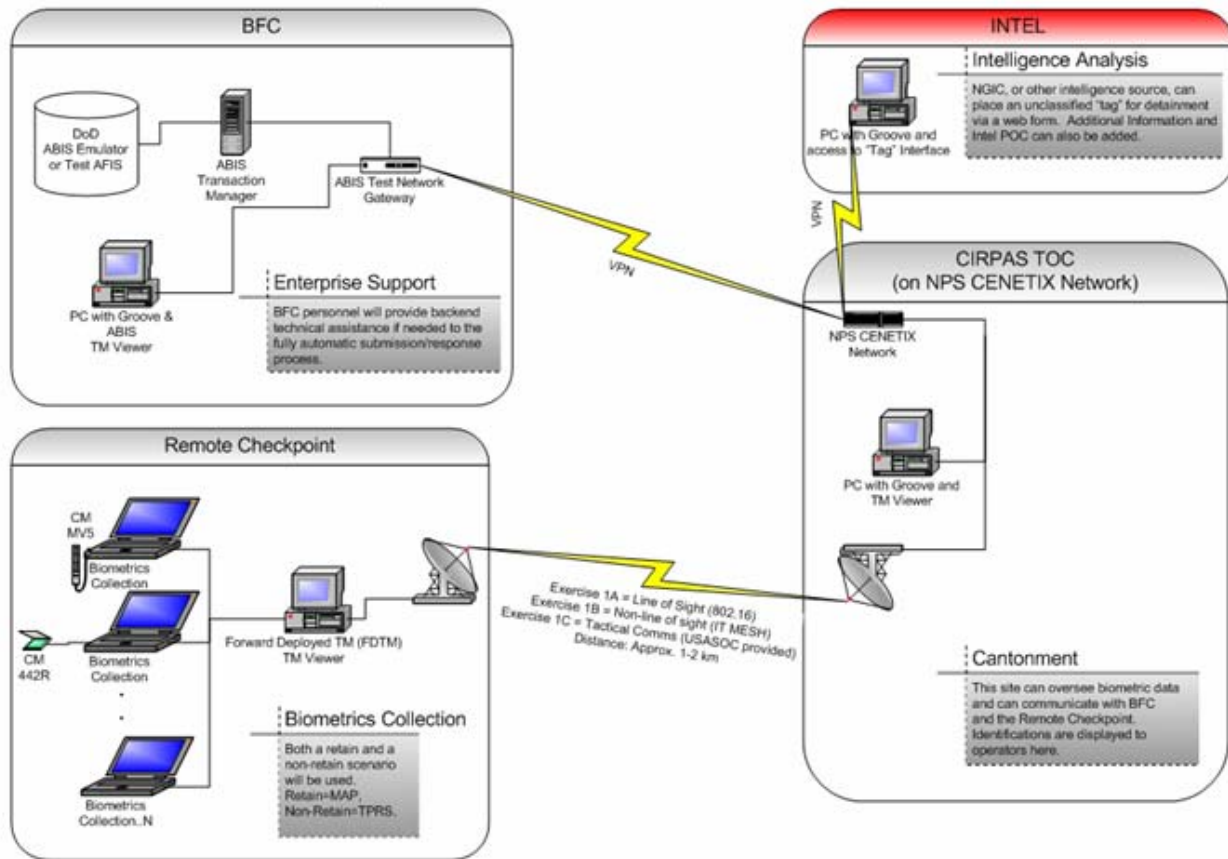 BFC
DoD
ABIS Emulator
or Test AFIS
ABIS
Transaction
Manager
ABIS Test Network
Gateway
PC with Groove &
ABIS
TM Viewer
Enterprise Support
BFC personnel will provide backend
technical assistance if needed to the
fully automatic submission/response
process.
VPN
INTEL
PC with Groove and
access to "Tag" Interface
Intelligence Analysis
NGIC, or other intelligence source, can
place an unclassified "tag" for detainment
via a web form. Additional Information and
Intel POC can also be added.
VPN
CIRPAS TOC
(on NPS CENETIX Network)
NPS CENETIX
Network
PC with Groove and
TM Viewer
Cantonment
This site can oversee biometric data
and can communicate with BFC
and the Remote Checkpoint.
Identifications are displayed to
operators here.
Remote Checkpoint
CM
MV5
Biometrics
Collection
CM
442R
Biometrics
Collection
Biometrics
Collection..N
Forward Deployed TM (FDTM)
TM Viewer
Biometrics Collection
Both a retain and a
non-retain scenario
will be used.
Retain=MAP,
Non-Retain=TPRS.
Exercise 1A = Line of Sight (802.16)
Exercise 1B = Non-line of sight (IT MESH)
Exercise 1C = Tactical Comms (USASOC provided)
Distance: Approx. 1-2 km